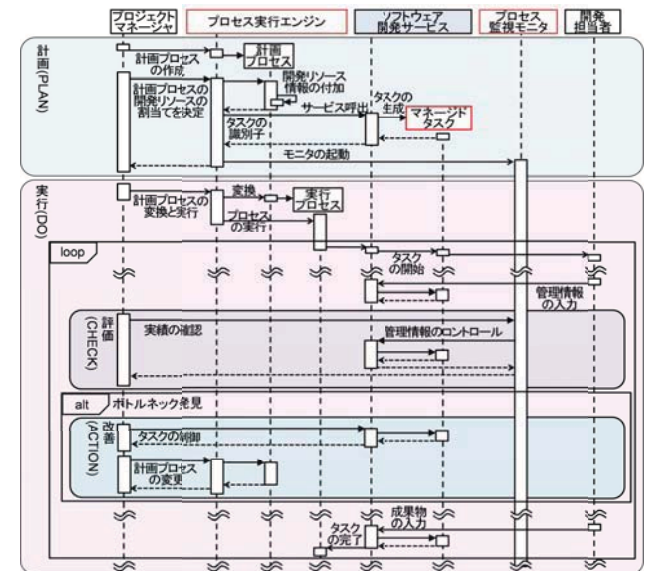 プロジェクト
マネージャ
プロセス実行エンジン
ソフトウェア
開発サービス
プロセス
監視モニタ
開発
担当者
計画(PLAN)
計画プロセス
の作成
計画
プロセス
計画プロセスの
開発リソースの
割当てを決定
開発リソース
情報の付加
サービス呼出
タスクの
生成
マネージド
タスク
タスクの
識別子
モニタの起動
実行(DO)
計画プロセスの
変換と実行
変換
実行
プロセス
プロセス
の実行
loop
タスク
の開始
管理情報
の入力
評価
(CHECK)
実績の確認
管理情報のコントロール
alt
ボトルネック発見
改善
(ACTION)
タスクの制御
計画プロセス
の変更
成果物
の入力
タスク
の完了